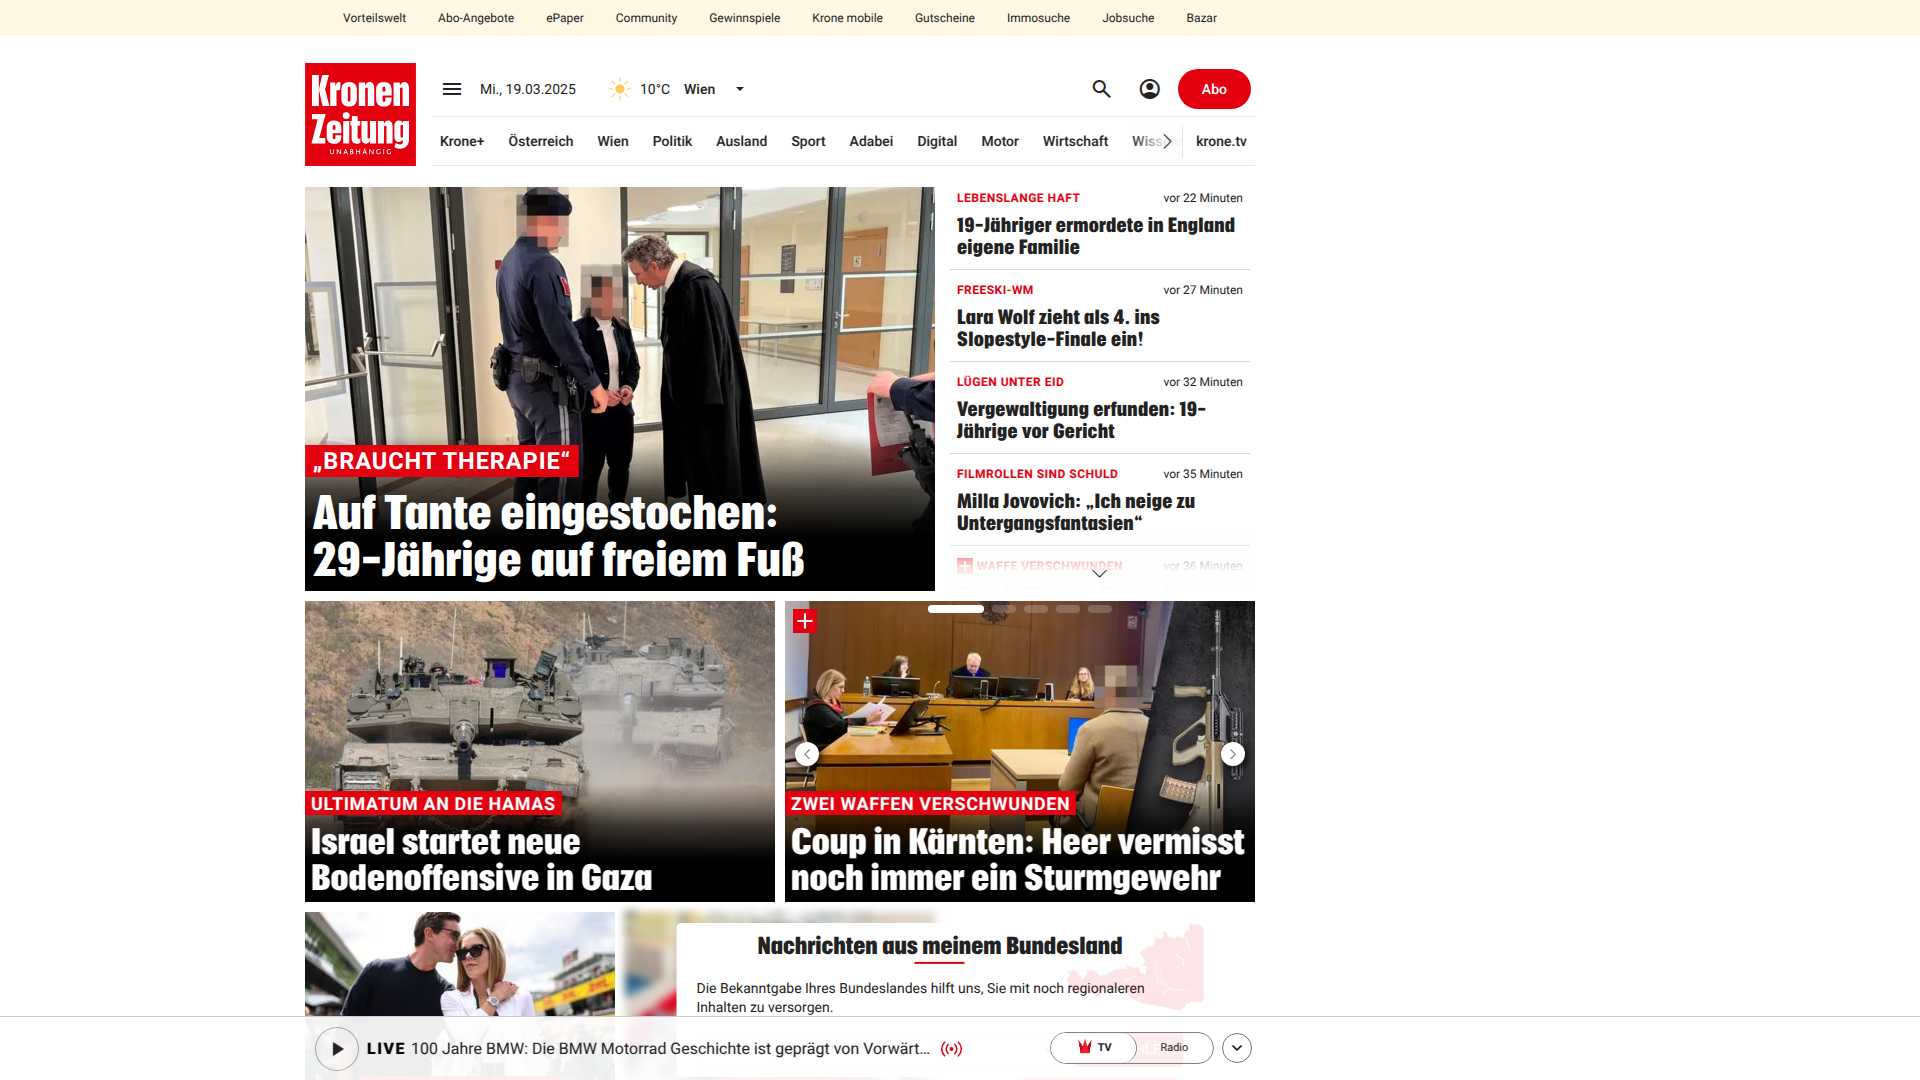 Vorteilswelt Abo-Angebote ePaper Community Gewinnspiele Krone mobile Gutscheine Immosuche Jobsuche Bazar
Kronen
Zeitung
UNABHÄNGIG
Mi., 19.03.2025 10°C Wien
Abo
Krone+ Österreich Wien Politik Ausland Sport Adabei Digital Motor Wirtschaft Wiss krone.tv
„BRAUCHT THERAPIE“
Auf Tante eingestochen:
29-Jährige auf freiem Fuß
LEBENSLANGE HAFT vor 22 Minuten
19-Jähriger ermordete in England
eigene Familie
FREESKI-WM vor 27 Minuten
Lara Wolf zieht als 4. ins
Slopestyle-Finale ein!
LÜGEN UNTER EID vor 32 Minuten
Vergewaltigung erfunden: 19-
Jährige vor Gericht
FILMROLLEN SIND SCHULD vor 35 Minuten
Milla Jovovich: „Ich neige zu
Untergangsfantasien“
WAFFE VERSCHWUNDEN vor 36 Minuten
ULTIMATUM AN DIE HAMAS
Israel startet neue
Bodenoffensive in Gaza
ZWEI WAFFEN VERSCHWUNDEN
Coup in Kärnten: Heer vermisst
noch immer ein Sturmgewehr
Nachrichten aus meinem Bundesland
Die Bekanntgabe Ihres Bundeslandes hilft uns, Sie mit noch regionaleren
Inhalten zu versorgen.
LIVE 100 Jahre BMW: Die BMW Motorrad Geschichte ist geprägt von Vorwärt...
TV Radio